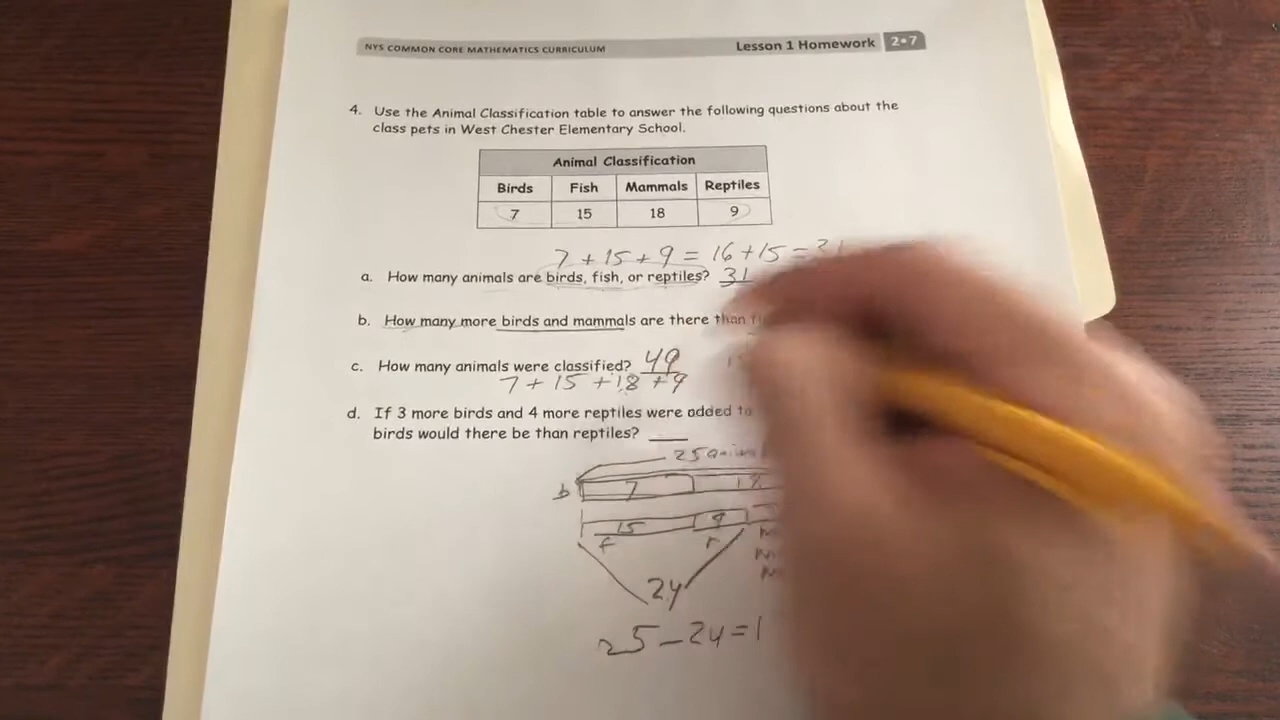 NYS COMMON CORE MATHEMATICS CURRICULUM Lesson 1 Homework 2•7
4. Use the Animal Classification table to answer the following questions about the
class pets in West Chester Elementary School.
Animal Classification
Birds Fish Mammals Reptiles
7 15 18 9
7 + 15 + 9 = 16 + 15 = 31
a. How many animals are birds, fish, or reptiles? 31
b. How many more birds and mammals are there than
c. How many animals were classified? 49
7 + 15 + 18 + 9
d. If 3 more birds and 4 more reptiles were added to
birds would there be than reptiles?
25
b 7 18
15 9
f r
24
25 - 24 = 1